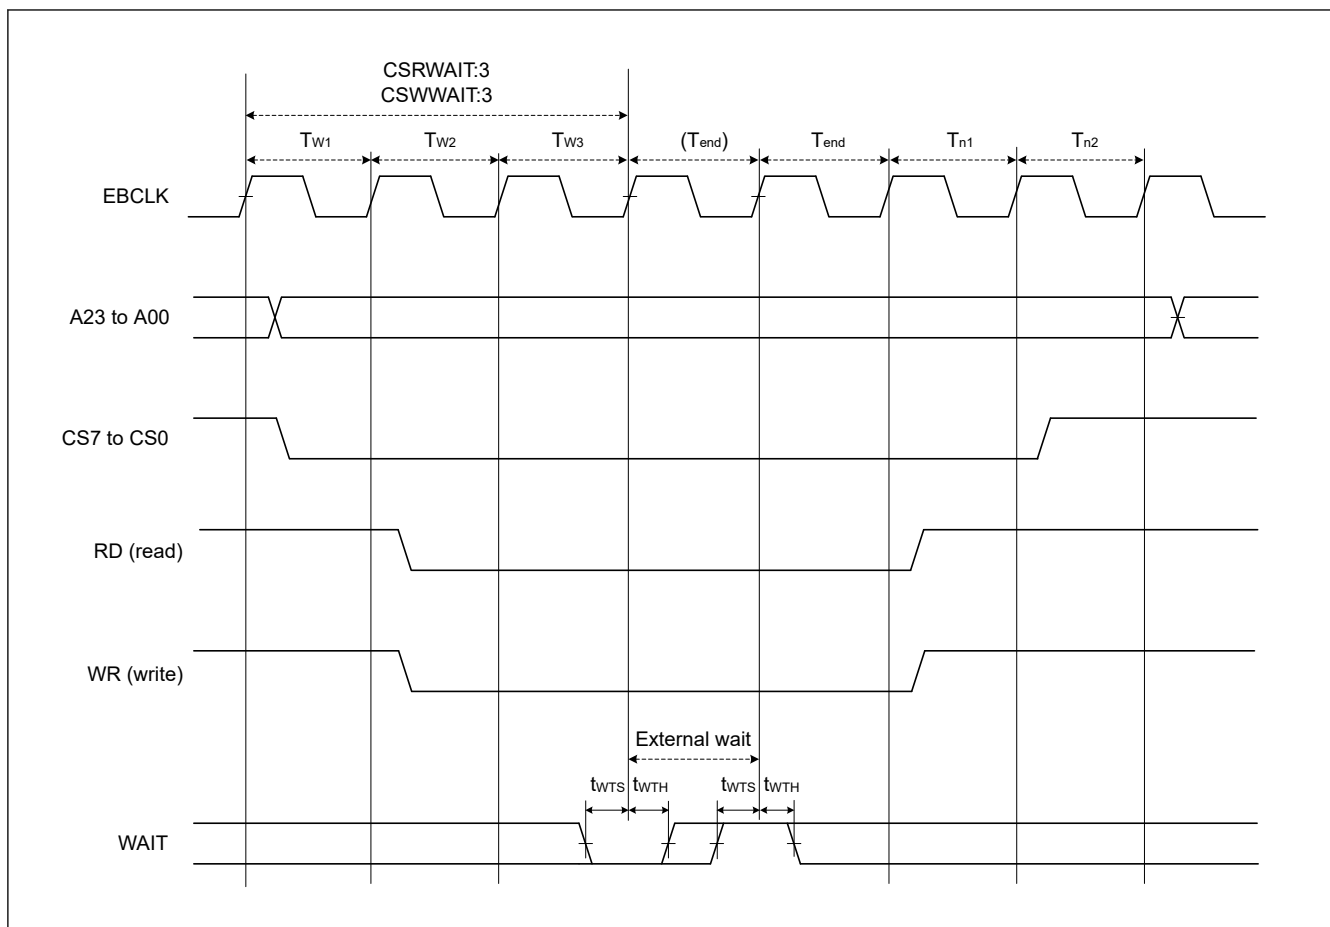 CSRWAIT:3
CSWWAIT:3
TW1 TW2 TW3 (Tend) Tend Tn1 Tn2
EBCLK
A23 to A00
CS7 to CS0
RD (read)
WR (write)
External wait
tWTS tWTH tWTS tWTH
WAIT